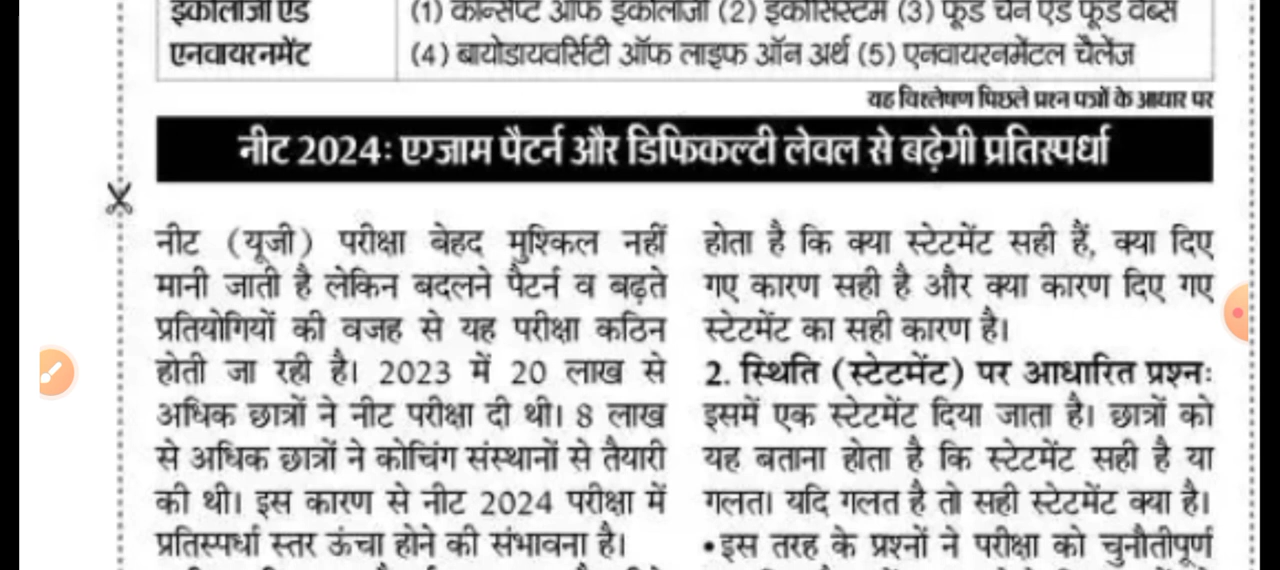 इकोलॉजी एंड
एनवायरनमेंट
(1) कॉन्सेप्ट ऑफ इकोलॉजी (2) इकोसिस्टम (3) फूड चेन एंड फूड वेब्स
(4) बायोडायवर्सिटी ऑफ लाइफ ऑन अर्थ (5) एनवायरनमेंटल चैलेंज
यह विश्लेषण पिछले प्रश्न पत्रों के आधार पर
नीट 2024: एग्जाम पैटर्न और डिफिकल्टी लेवल से बढ़ेगी प्रतिस्पर्धा
नीट (यूजी) परीक्षा बेहद मुश्किल नहीं
मानी जाती है लेकिन बदलने पैटर्न व बढ़ते
प्रतियोगियों की वजह से यह परीक्षा कठिन
होती जा रही है। 2023 में 20 लाख से
अधिक छात्रों ने नीट परीक्षा दी थी। 8 लाख
से अधिक छात्रों ने कोचिंग संस्थानों से तैयारी
की थी। इस कारण से नीट 2024 परीक्षा में
प्रतिस्पर्धा स्तर ऊंचा होने की संभावना है।
होता है कि क्या स्टेटमेंट सही हैं, क्या दिए
गए कारण सही है और क्या कारण दिए गए
स्टेटमेंट का सही कारण है।
2. स्थिति (स्टेटमेंट) पर आधारित प्रश्न:
इसमें एक स्टेटमेंट दिया जाता है। छात्रों को
यह बताना होता है कि स्टेटमेंट सही है या
गलत। यदि गलत है तो सही स्टेटमेंट क्या है।
•इस तरह के प्रश्नों ने परीक्षा को चुनौतीपूर्ण